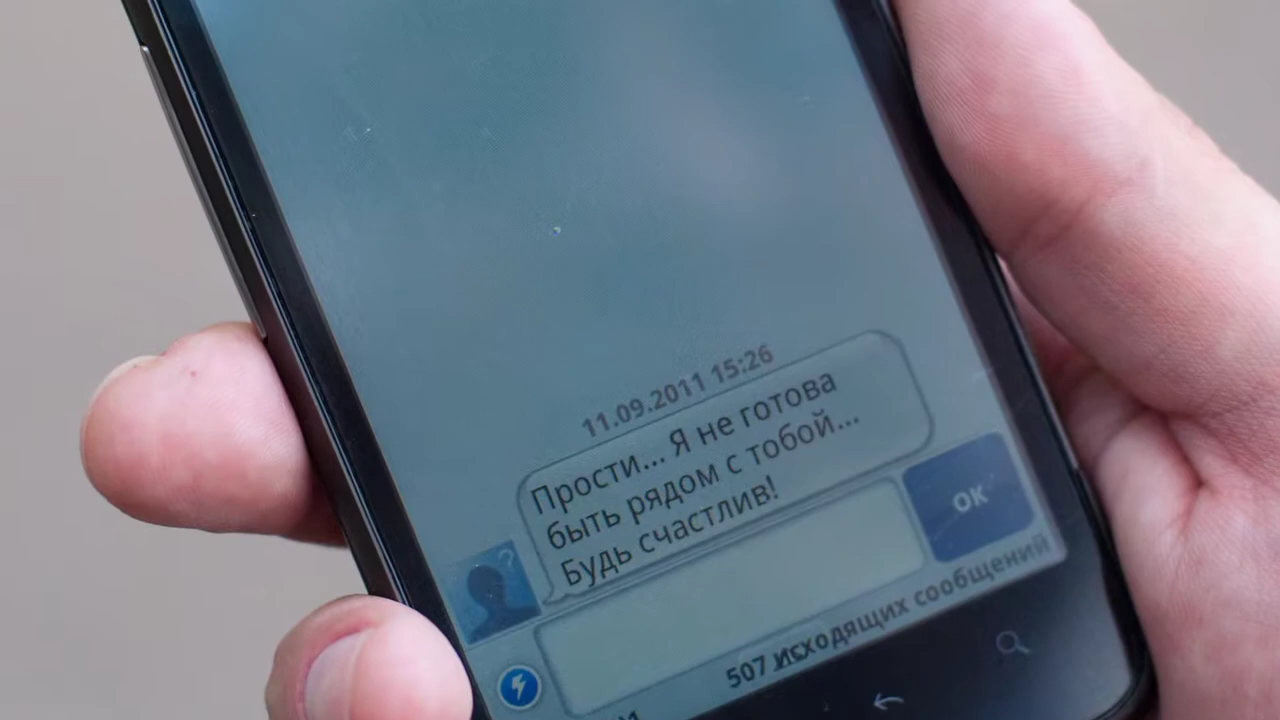 11.09.2011 15:26
Прости... Я не готова
быть рядом с тобой...
Будь счастлив!
ОК
507 исходящих сообщений